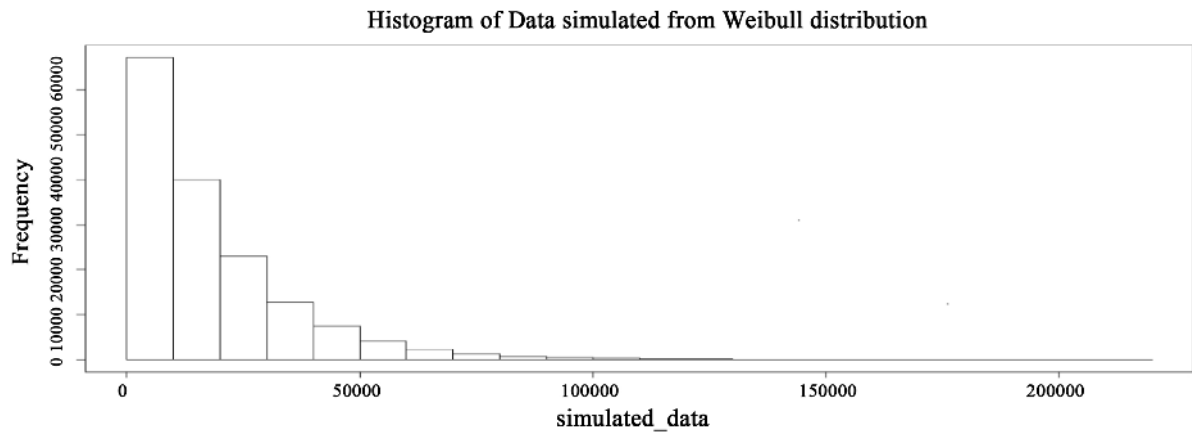 Histogram of Data simulated from Weibull distribution
Frequency
0 10000 20000 30000 40000 50000 60000
0 50000 100000 150000 200000
simulated_data